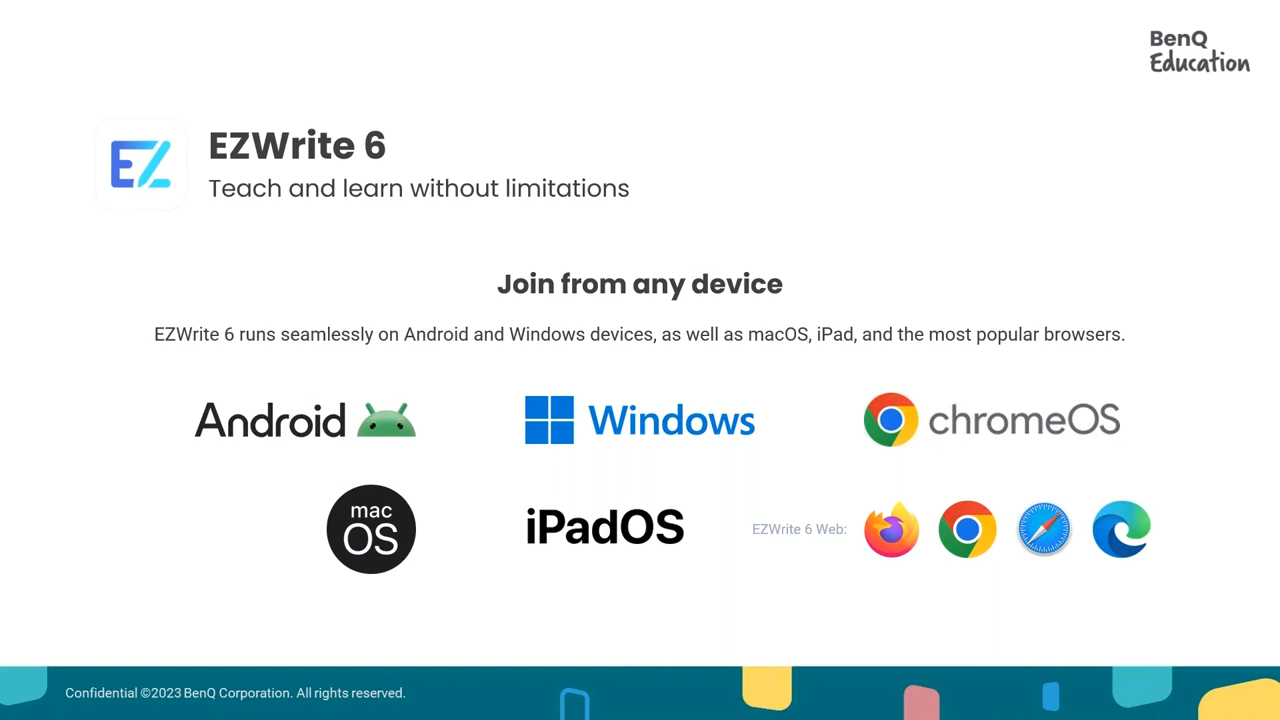 BenQ
Education
EZ
EZWrite 6
Teach and learn without limitations
Join from any device
EZWrite 6 runs seamlessly on Android and Windows devices, as well as macOS, iPad, and the most popular browsers.
Android
Windows
chromeOS
mac
OS
iPadOS
EZWrite 6 Web:
Confidential ©2023 BenQ Corporation. All rights reserved.